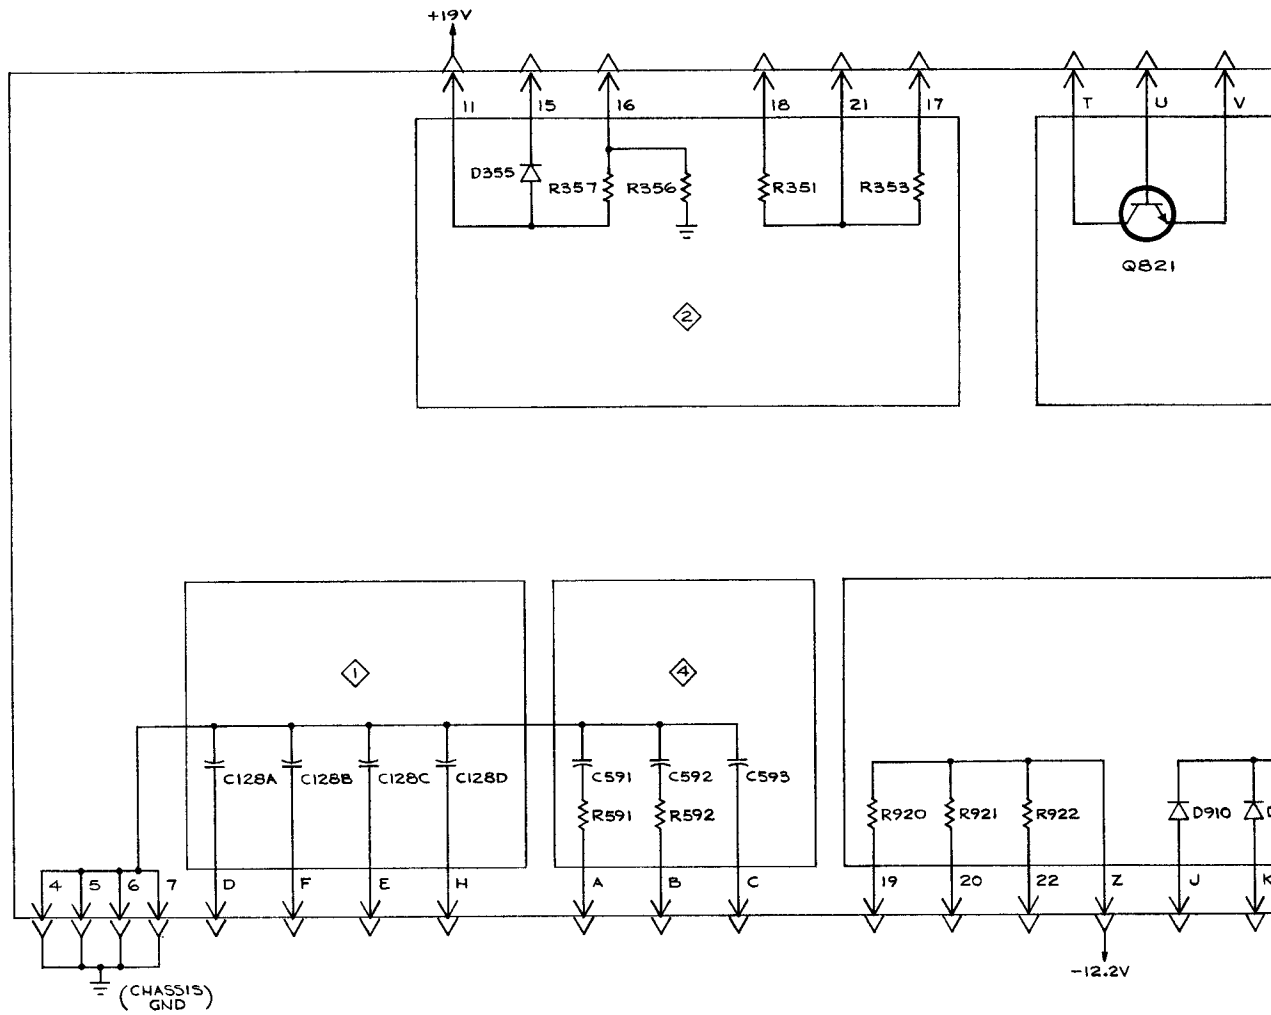 +19V
11 15 16 18 21 17 T U V
D355 R357 R356 R351 R353
Q821
2
1 4
C128A C128B C128C C128D C591 C592 C593
R591 R592 R920 R921 R922 D910 D
4 5 6 7 D F E H A B C 19 20 22 Z J K
-12.2V
(CHASSIS
GND)